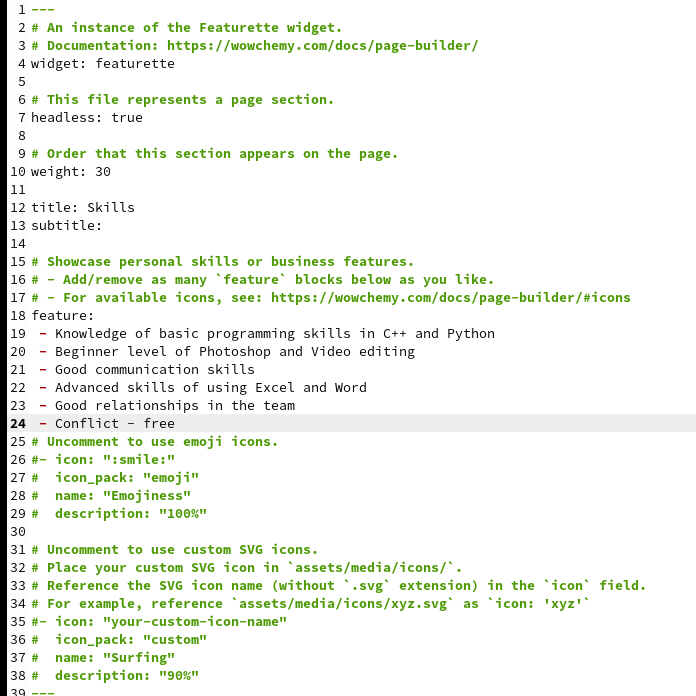 1 ---
2 # An instance of the Featurette widget.
3 # Documentation: https://wowchemy.com/docs/page-builder/
4 widget: featurette
5
6 # This file represents a page section.
7 headless: true
8
9 # Order that this section appears on the page.
10 weight: 30
11
12 title: Skills
13 subtitle:
14
15 # Showcase personal skills or business features.
16 # - Add/remove as many `feature` blocks below as you like.
17 # - For available icons, see: https://wowchemy.com/docs/page-builder/#icons
18 feature:
19  - Knowledge of basic programming skills in C++ and Python
20  - Beginner level of Photoshop and Video editing
21  - Good communication skills
22  - Advanced skills of using Excel and Word
23  - Good relationships in the team
24  - Conflict - free
25 # Uncomment to use emoji icons.
26 #- icon: ":smile:"
27 #  icon_pack: "emoji"
28 #  name: "Emojiness"
29 #  description: "100%"
30
31 # Uncomment to use custom SVG icons.
32 # Place your custom SVG icon in `assets/media/icons/`.
33 # Reference the SVG icon name (without `.svg` extension) in the `icon` field.
34 # For example, reference `assets/media/icons/xyz.svg` as `icon: 'xyz'`
35 #- icon: "your-custom-icon-name"
36 #  icon_pack: "custom"
37 #  name: "Surfing"
38 #  description: "90%"
39 ---